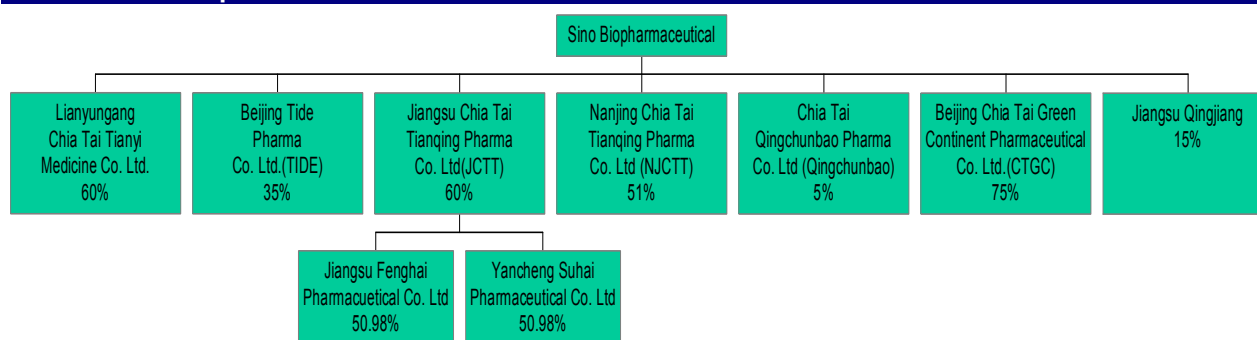 Sino Biopharmaceutical
Lianyungang
Chia Tai Tianyi
Medicine Co. Ltd.
60%
Beijing Tide
Pharma
Co. Ltd.(TIDE)
35%
Jiangsu Chia Tai
Tianqing Pharma
Co. Ltd(JCTT)
60%
Nanjing Chia Tai
Tianqing Pharma
Co. Ltd (NJCTT)
51%
Chia Tai
Qingchunbao Pharma
Co. Ltd (Qingchunbao)
5%
Beijing Chia Tai Green
Continent Pharmaceutical
Co. Ltd.(CTGC)
75%
Jiangsu Qingjiang
15%
Jiangsu Fenghai
Pharmacuetical Co. Ltd
50.98%
Yancheng Suhai
Pharmaceutical Co. Ltd
50.98%